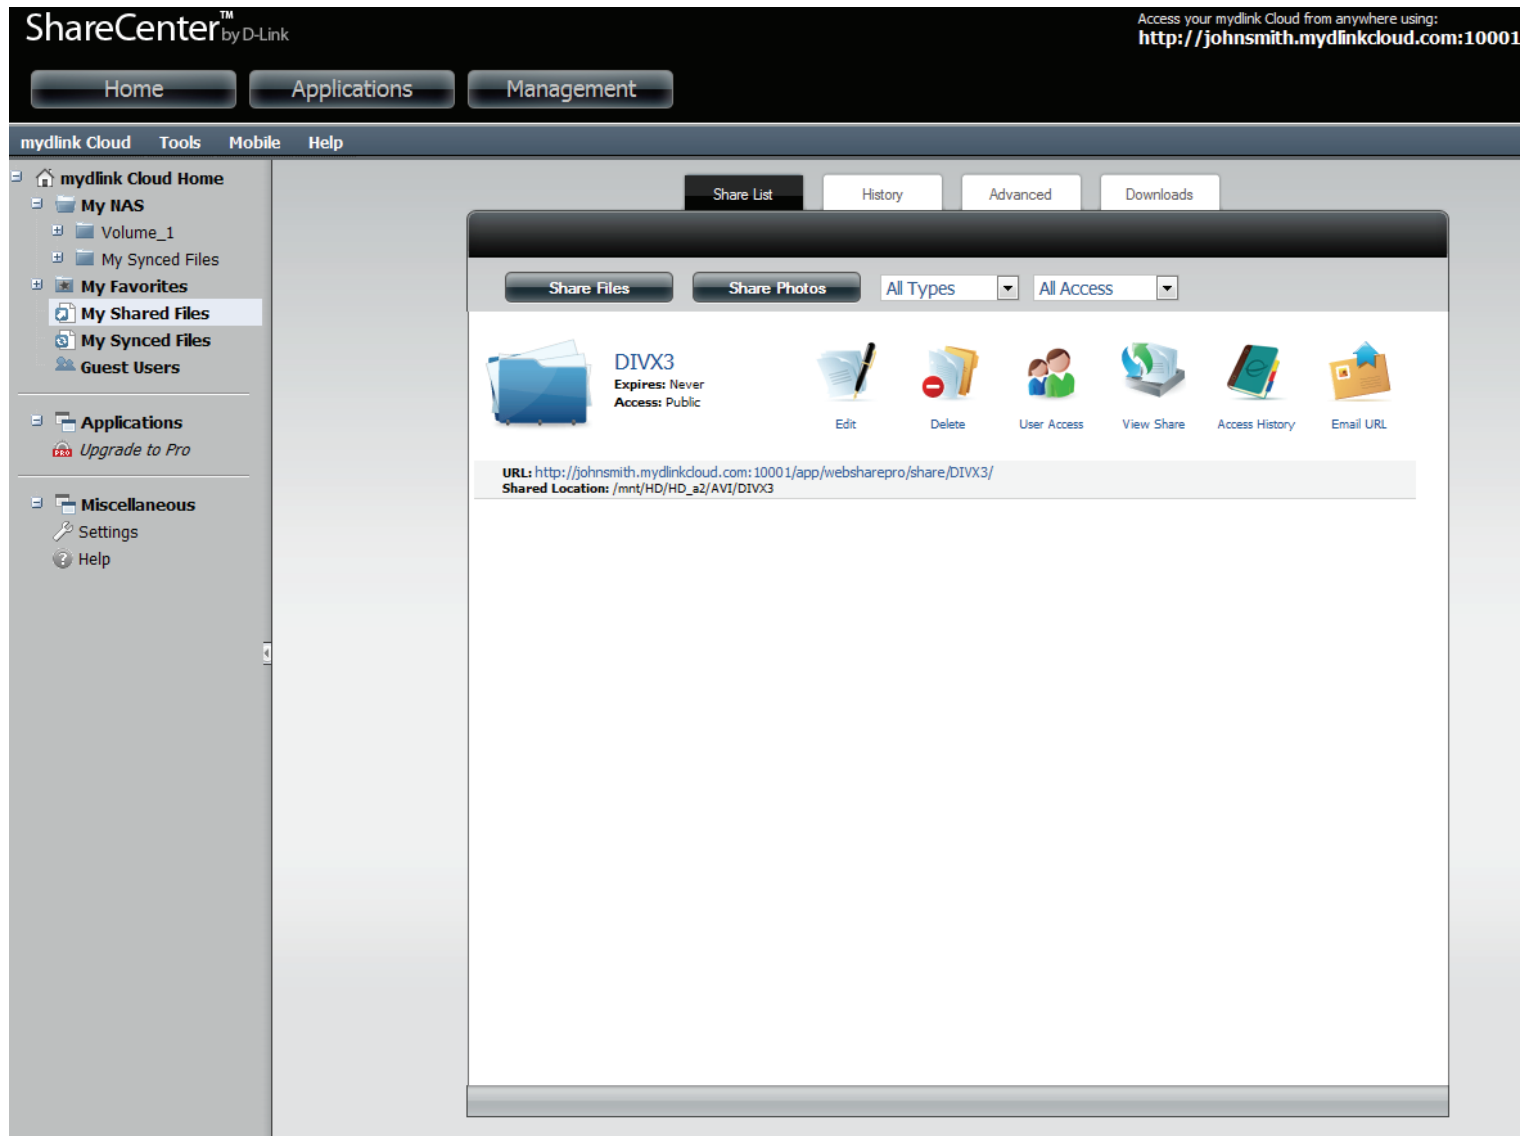 ShareCenter™ by D-Link
Access your mydlink Cloud from anywhere using:
http://johnsmith.mydlinkcloud.com:10001
Home Applications Management
mydlink Cloud Tools Mobile Help
mydlink Cloud Home
My NAS
Volume_1
My Synced Files
My Favorites
My Shared Files
My Synced Files
Guest Users
Applications
PRO Upgrade to Pro
Miscellaneous
Settings
Help
Share List History Advanced Downloads
Share Files Share Photos All Types All Access
DIVX3
Expires: Never
Access: Public
Edit Delete User Access View Share Access History Email URL
URL: http://johnsmith.mydlinkcloud.com:10001/app/websharepro/share/DIVX3/
Shared Location: /mnt/HD/HD_a2/AVI/DIVX3